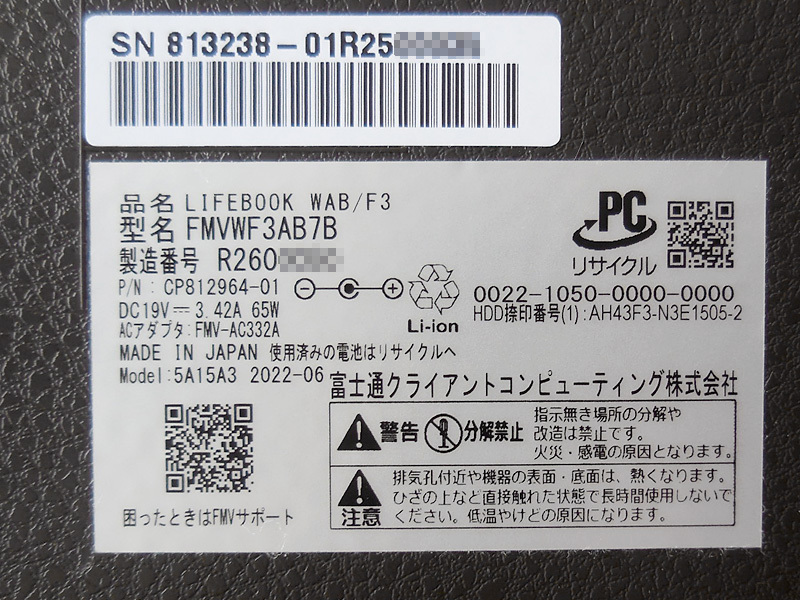 SN 813238-01R25
品名 LIFEBOOK WAB/F3
型名 FMVWF3AB7B
製造番号 R260
P/N : CP812964-01
DC19V 3.42A 65W
ACアダプタ:FMV-AC332A
MADE IN JAPAN 使用済みの電池はリサイクルへ
Model:5A15A3 2022-06
Li-ion
PC
リサイクル
0022-1050-0000-0000
HDD捺印番号(1):AH43F3-N3E1505-2
富士通クライアントコンピューティング株式会社
警告 分解禁止
指示無き場所の分解や
改造は禁止です。
火災・感電の原因となります。
注意
排気孔付近や機器の表面・底面は、熱くなります。
ひざの上など直接触れた状態で長時間使用しないで
ください。低温やけどの原因になります。
困ったときはFMVサポート